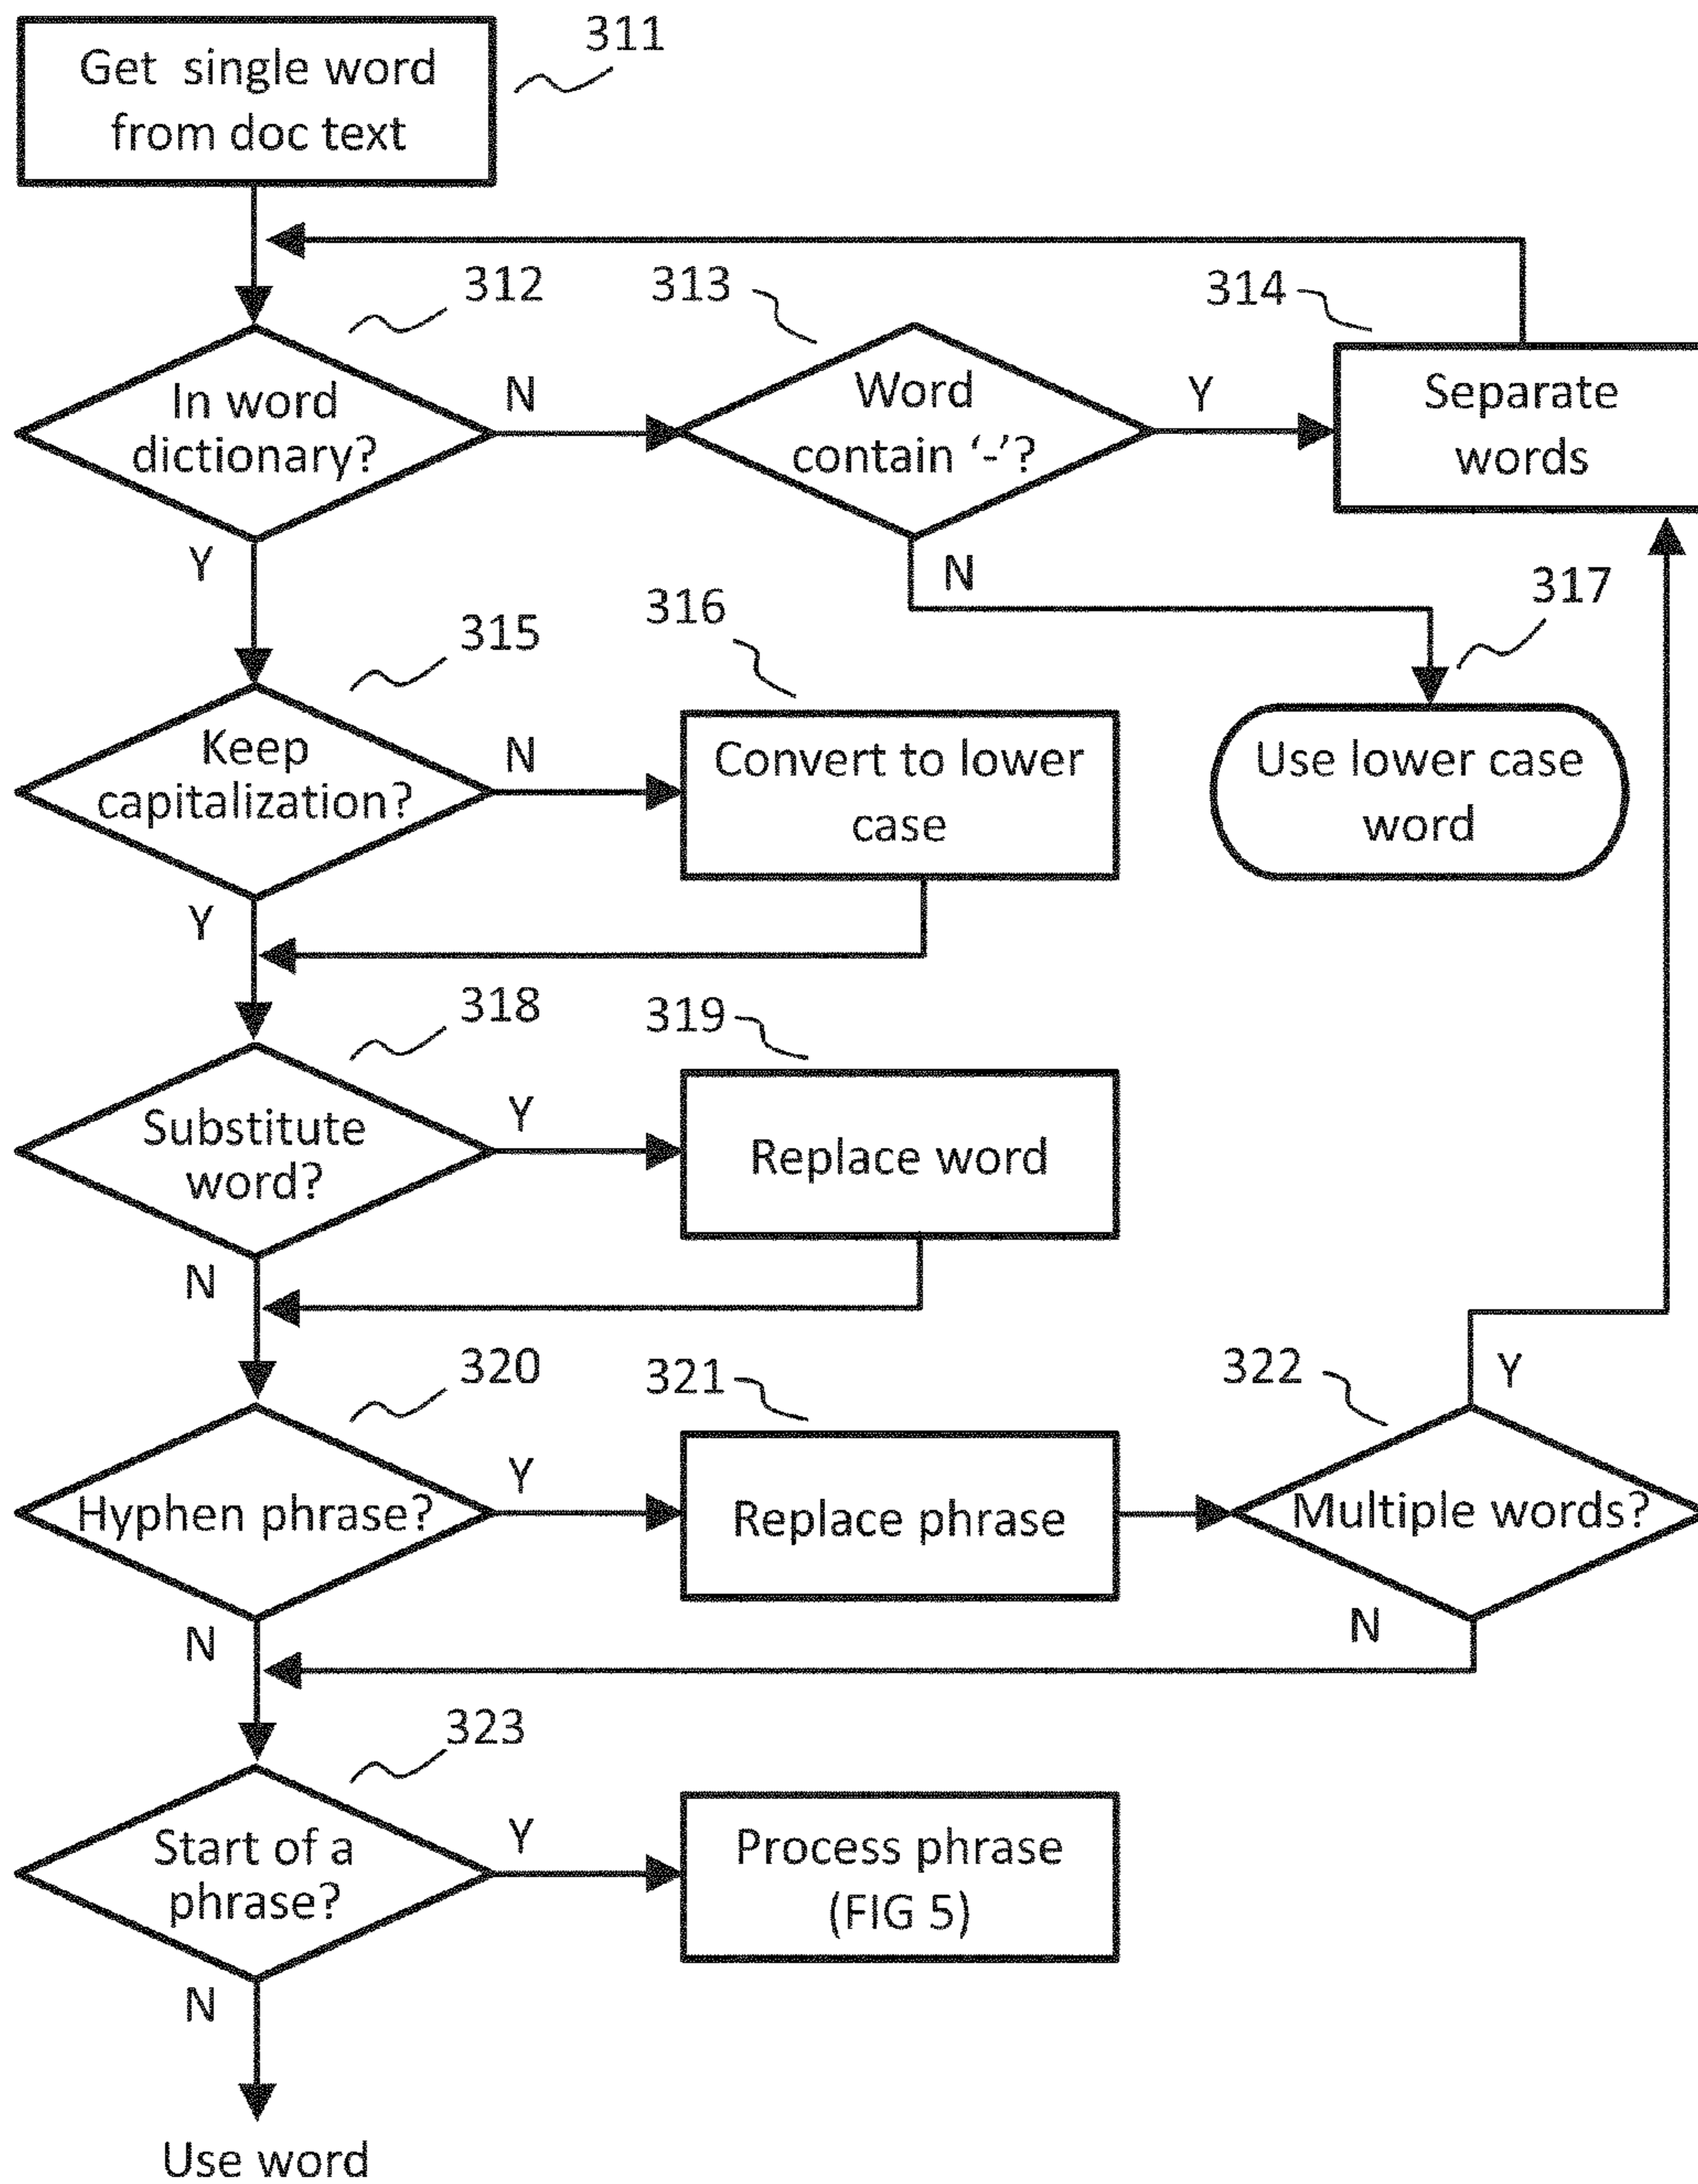 Get single word
from doc text
311
312
313
314
In word
dictionary?
N
Word
contain ‘-’?
Y
Separate
words
Y
N
315
316
317
Keep
capitalization?
N
Convert to lower
case
Use lower case
word
Y
318
319
Substitute
word?
Y
Replace word
N
320
321
322
Y
Hyphen phrase?
Y
Replace phrase
Multiple words?
N
N
323
Start of a
phrase?
Y
Process phrase
(FIG 5)
N
Use word